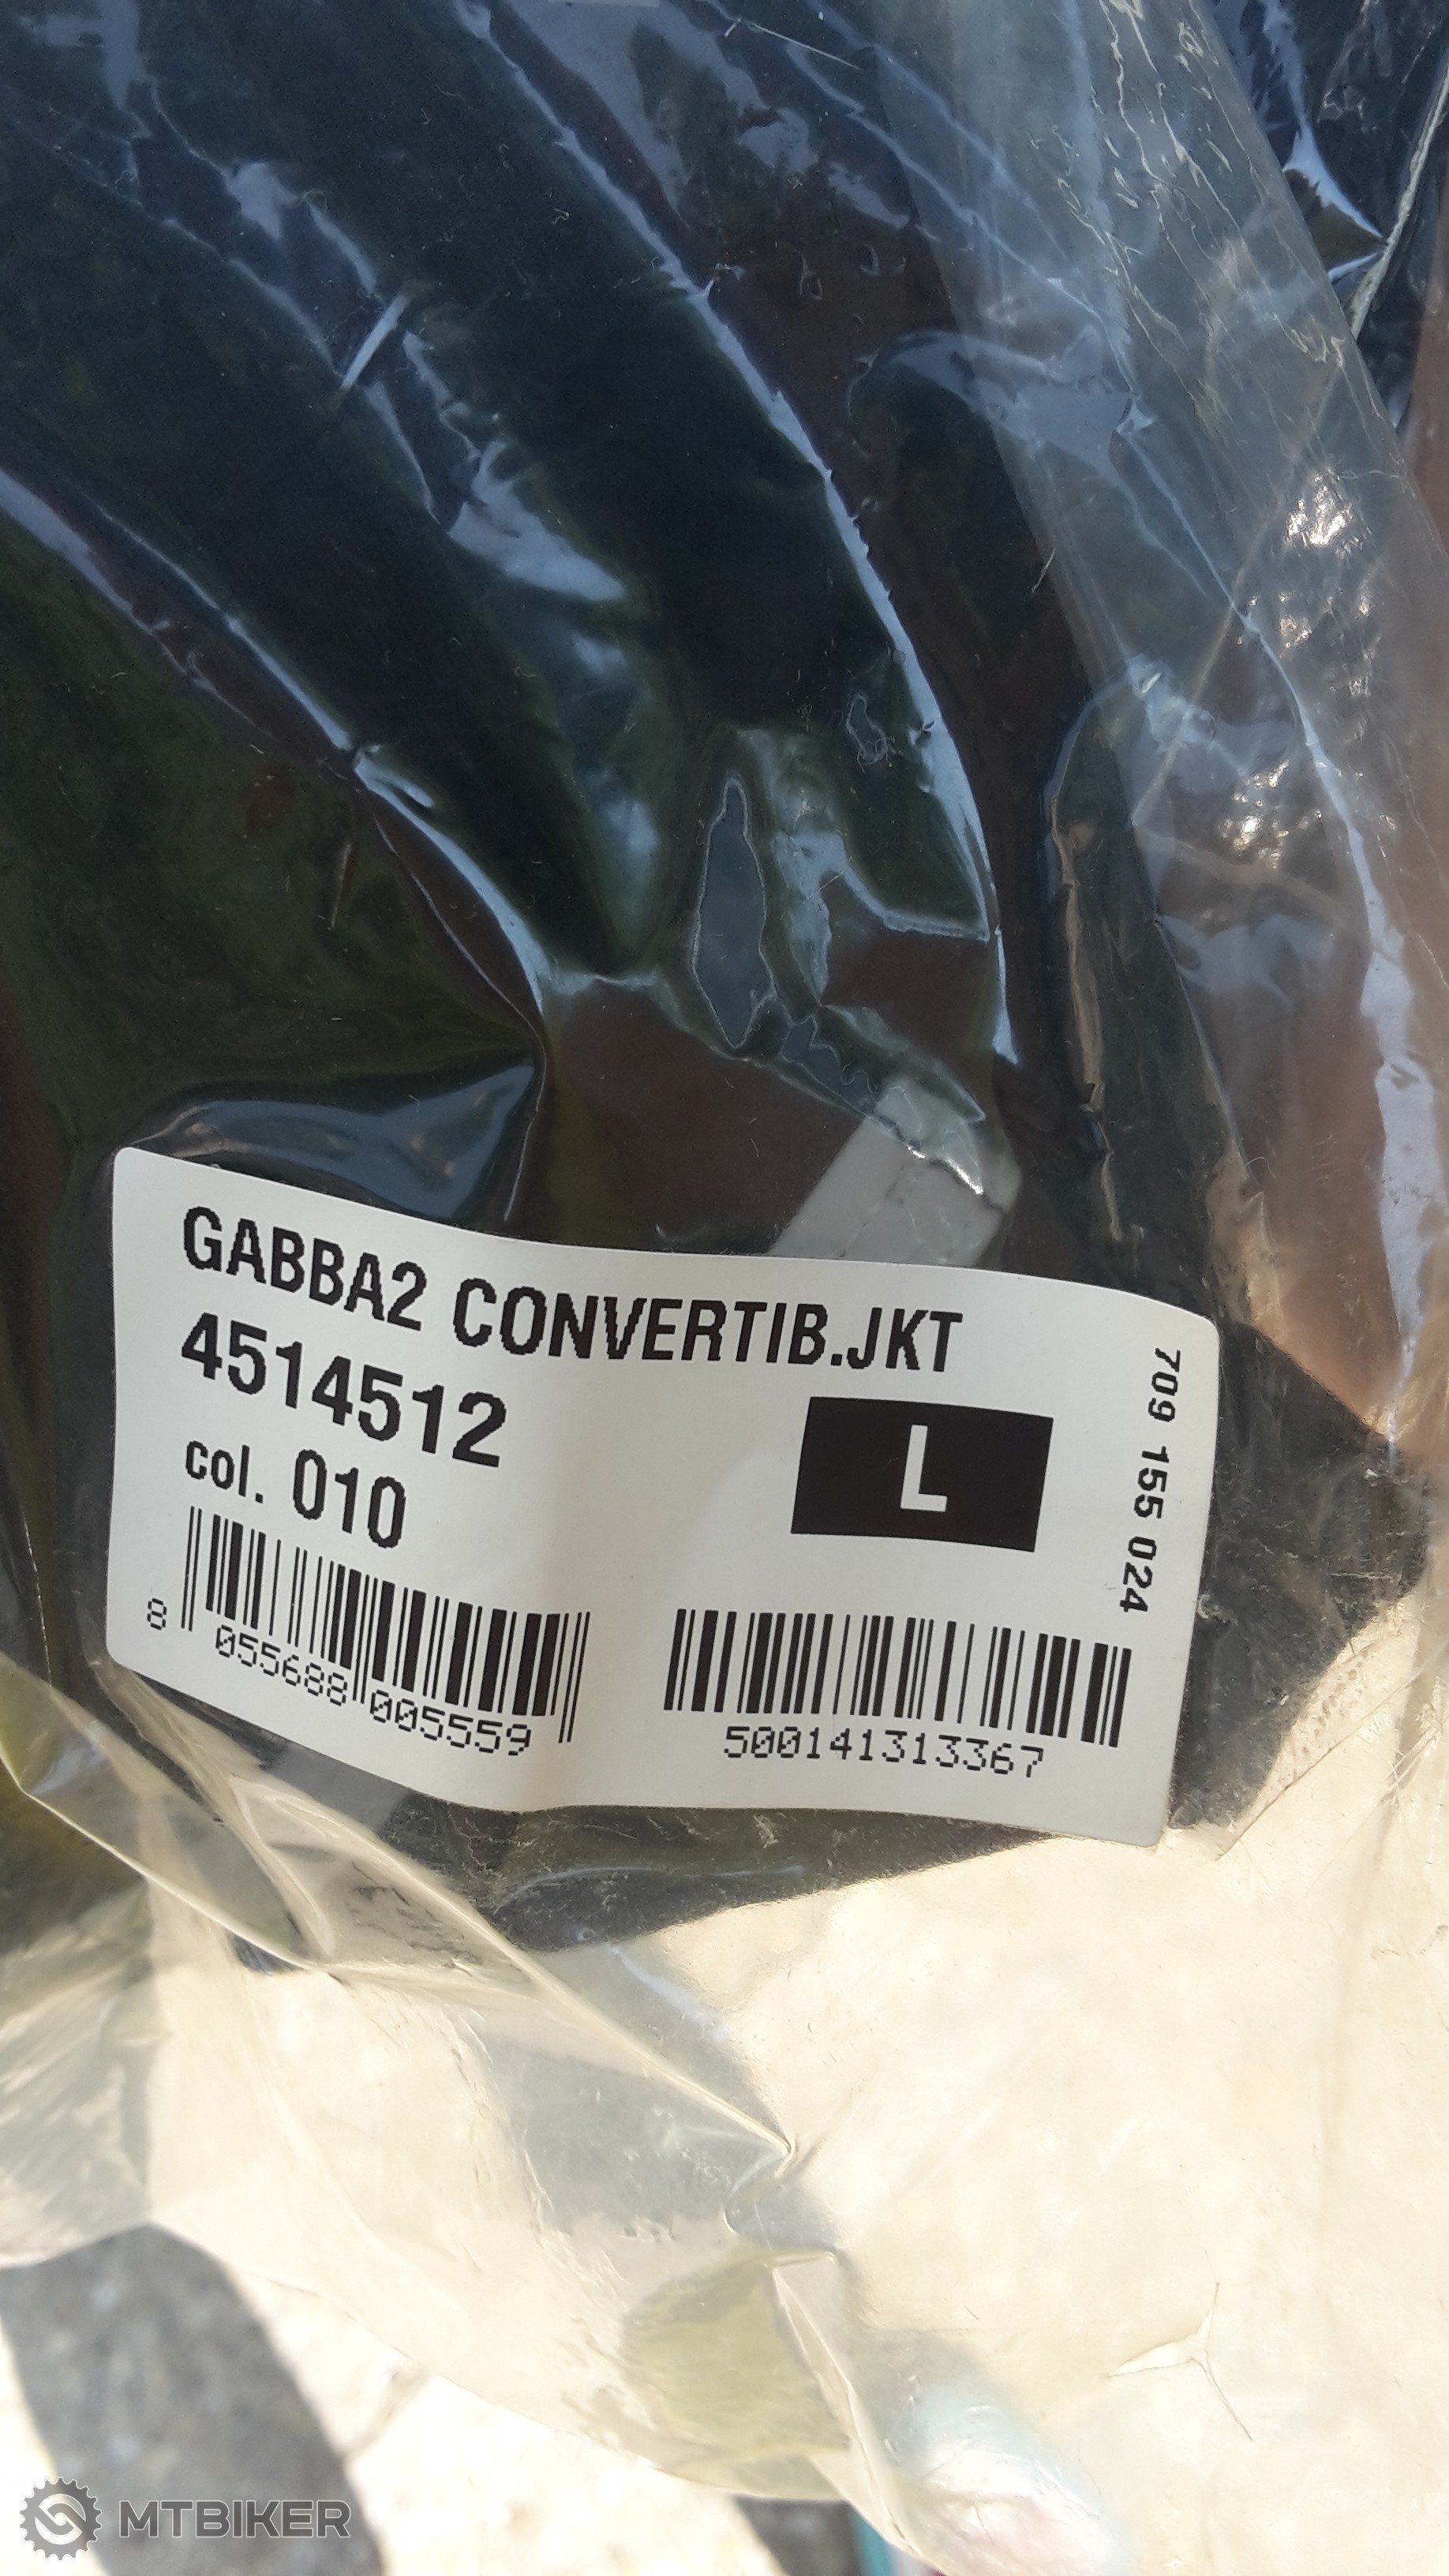 GABBA2 CONVERTIB.JKT
4514512
col. 010
L
709 155 024
8 055688 005559
500141313367
MTBIKER